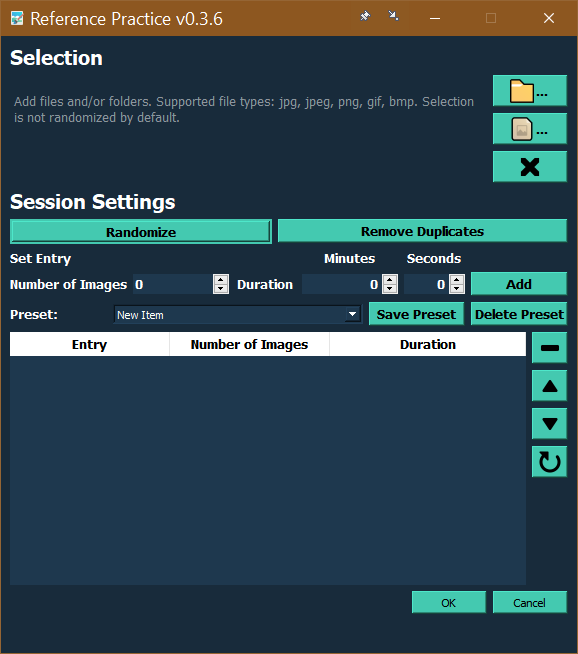 Reference Practice v0.3.6
Selection
Add files and/or folders. Supported file types: jpg, jpeg, png, gif, bmp. Selection
is not randomized by default.
...
...
Session Settings
Randomize
Remove Duplicates
Set Entry
Minutes
Seconds
Number of Images
0
Duration
0
0
Add
Preset:
New Item
Save Preset
Delete Preset
Entry
Number of Images
Duration
OK
Cancel